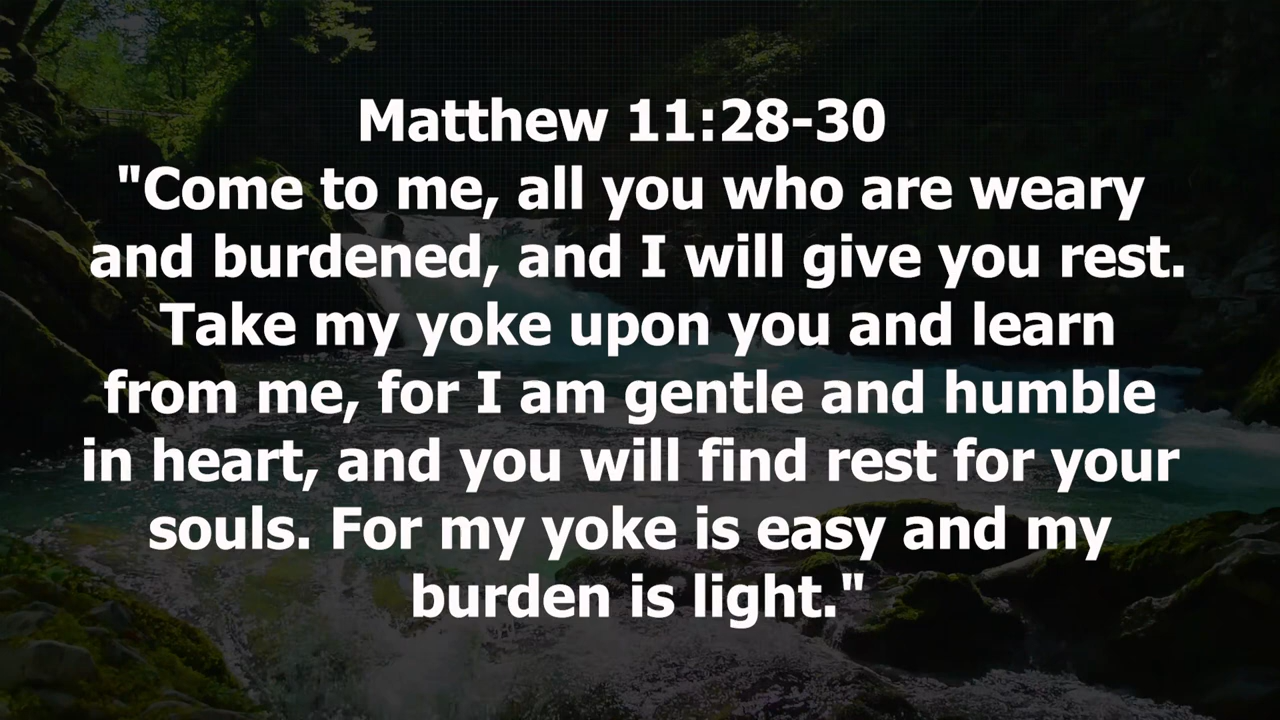 Matthew 11:28-30
"Come to me, all you who are weary
and burdened, and I will give you rest.
Take my yoke upon you and learn
from me, for I am gentle and humble
in heart, and you will find rest for your
souls. For my yoke is easy and my
burden is light."